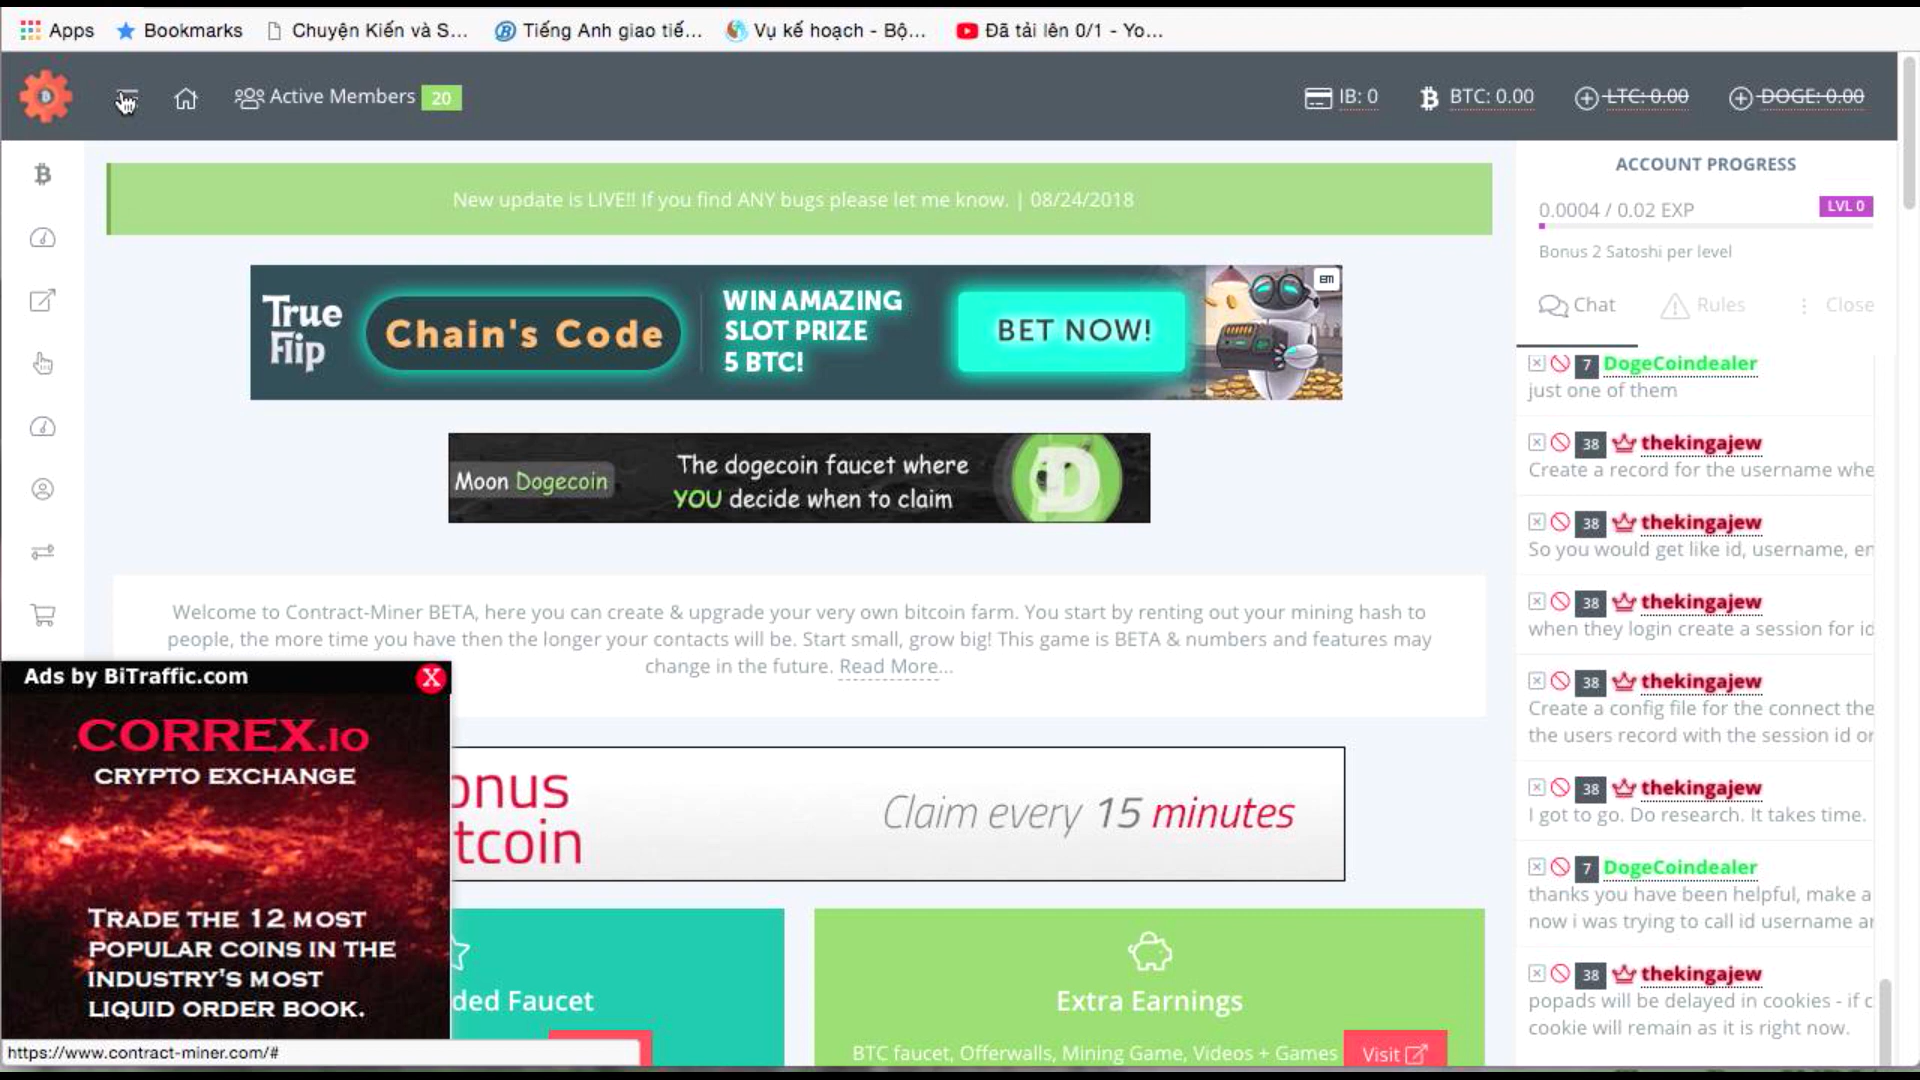 Apps
Bookmarks
Chuyện Kiến và S...
Tiếng Anh giao tiế...
Vụ kế hoạch - Bộ...
Đã tải lên 0/1 - Yo...
Active Members 20
IB: 0
BTC: 0.00
LTC: 0.00
DOGE: 0.00
New update is LIVE!! If you find ANY bugs please let me know. | 08/24/2018
True
Flip
Chain's Code
WIN AMAZING
SLOT PRIZE
5 BTC!
BET NOW!
em
Moon Dogecoin
The dogecoin faucet where
YOU decide when to claim
Welcome to Contract-Miner BETA, here you can create & upgrade your very own bitcoin farm. You start by renting out your mining hash to
people, the more time you have then the longer your contacts will be. Start small, grow big! This game is BETA & numbers and features may
change in the future. Read More...
Ads by BiTraffic.com
X
CORREX.IO
CRYPTO EXCHANGE
TRADE THE 12 MOST
POPULAR COINS IN THE
INDUSTRY'S MOST
LIQUID ORDER BOOK.
onus
tcoin
Claim every 15 minutes
ded Faucet
Extra Earnings
BTC faucet, Offerwalls, Mining Game, Videos + Games
Visit
https://www.contract-miner.com/#
ACCOUNT PROGRESS
0.0004 / 0.02 EXP
LVL 0
Bonus 2 Satoshi per level
Chat
Rules
Close
7 DogeCoindealer
just one of them
38 thekingajew
Create a record for the username whe
38 thekingajew
So you would get like id, username, em
38 thekingajew
when they login create a session for id
38 thekingajew
Create a config file for the connect the
the users record with the session id or
38 thekingajew
I got to go. Do research. It takes time.
7 DogeCoindealer
thanks you have been helpful, make a
now i was trying to call id username an
38 thekingajew
popads will be delayed in cookies - if c
cookie will remain as it is right now.